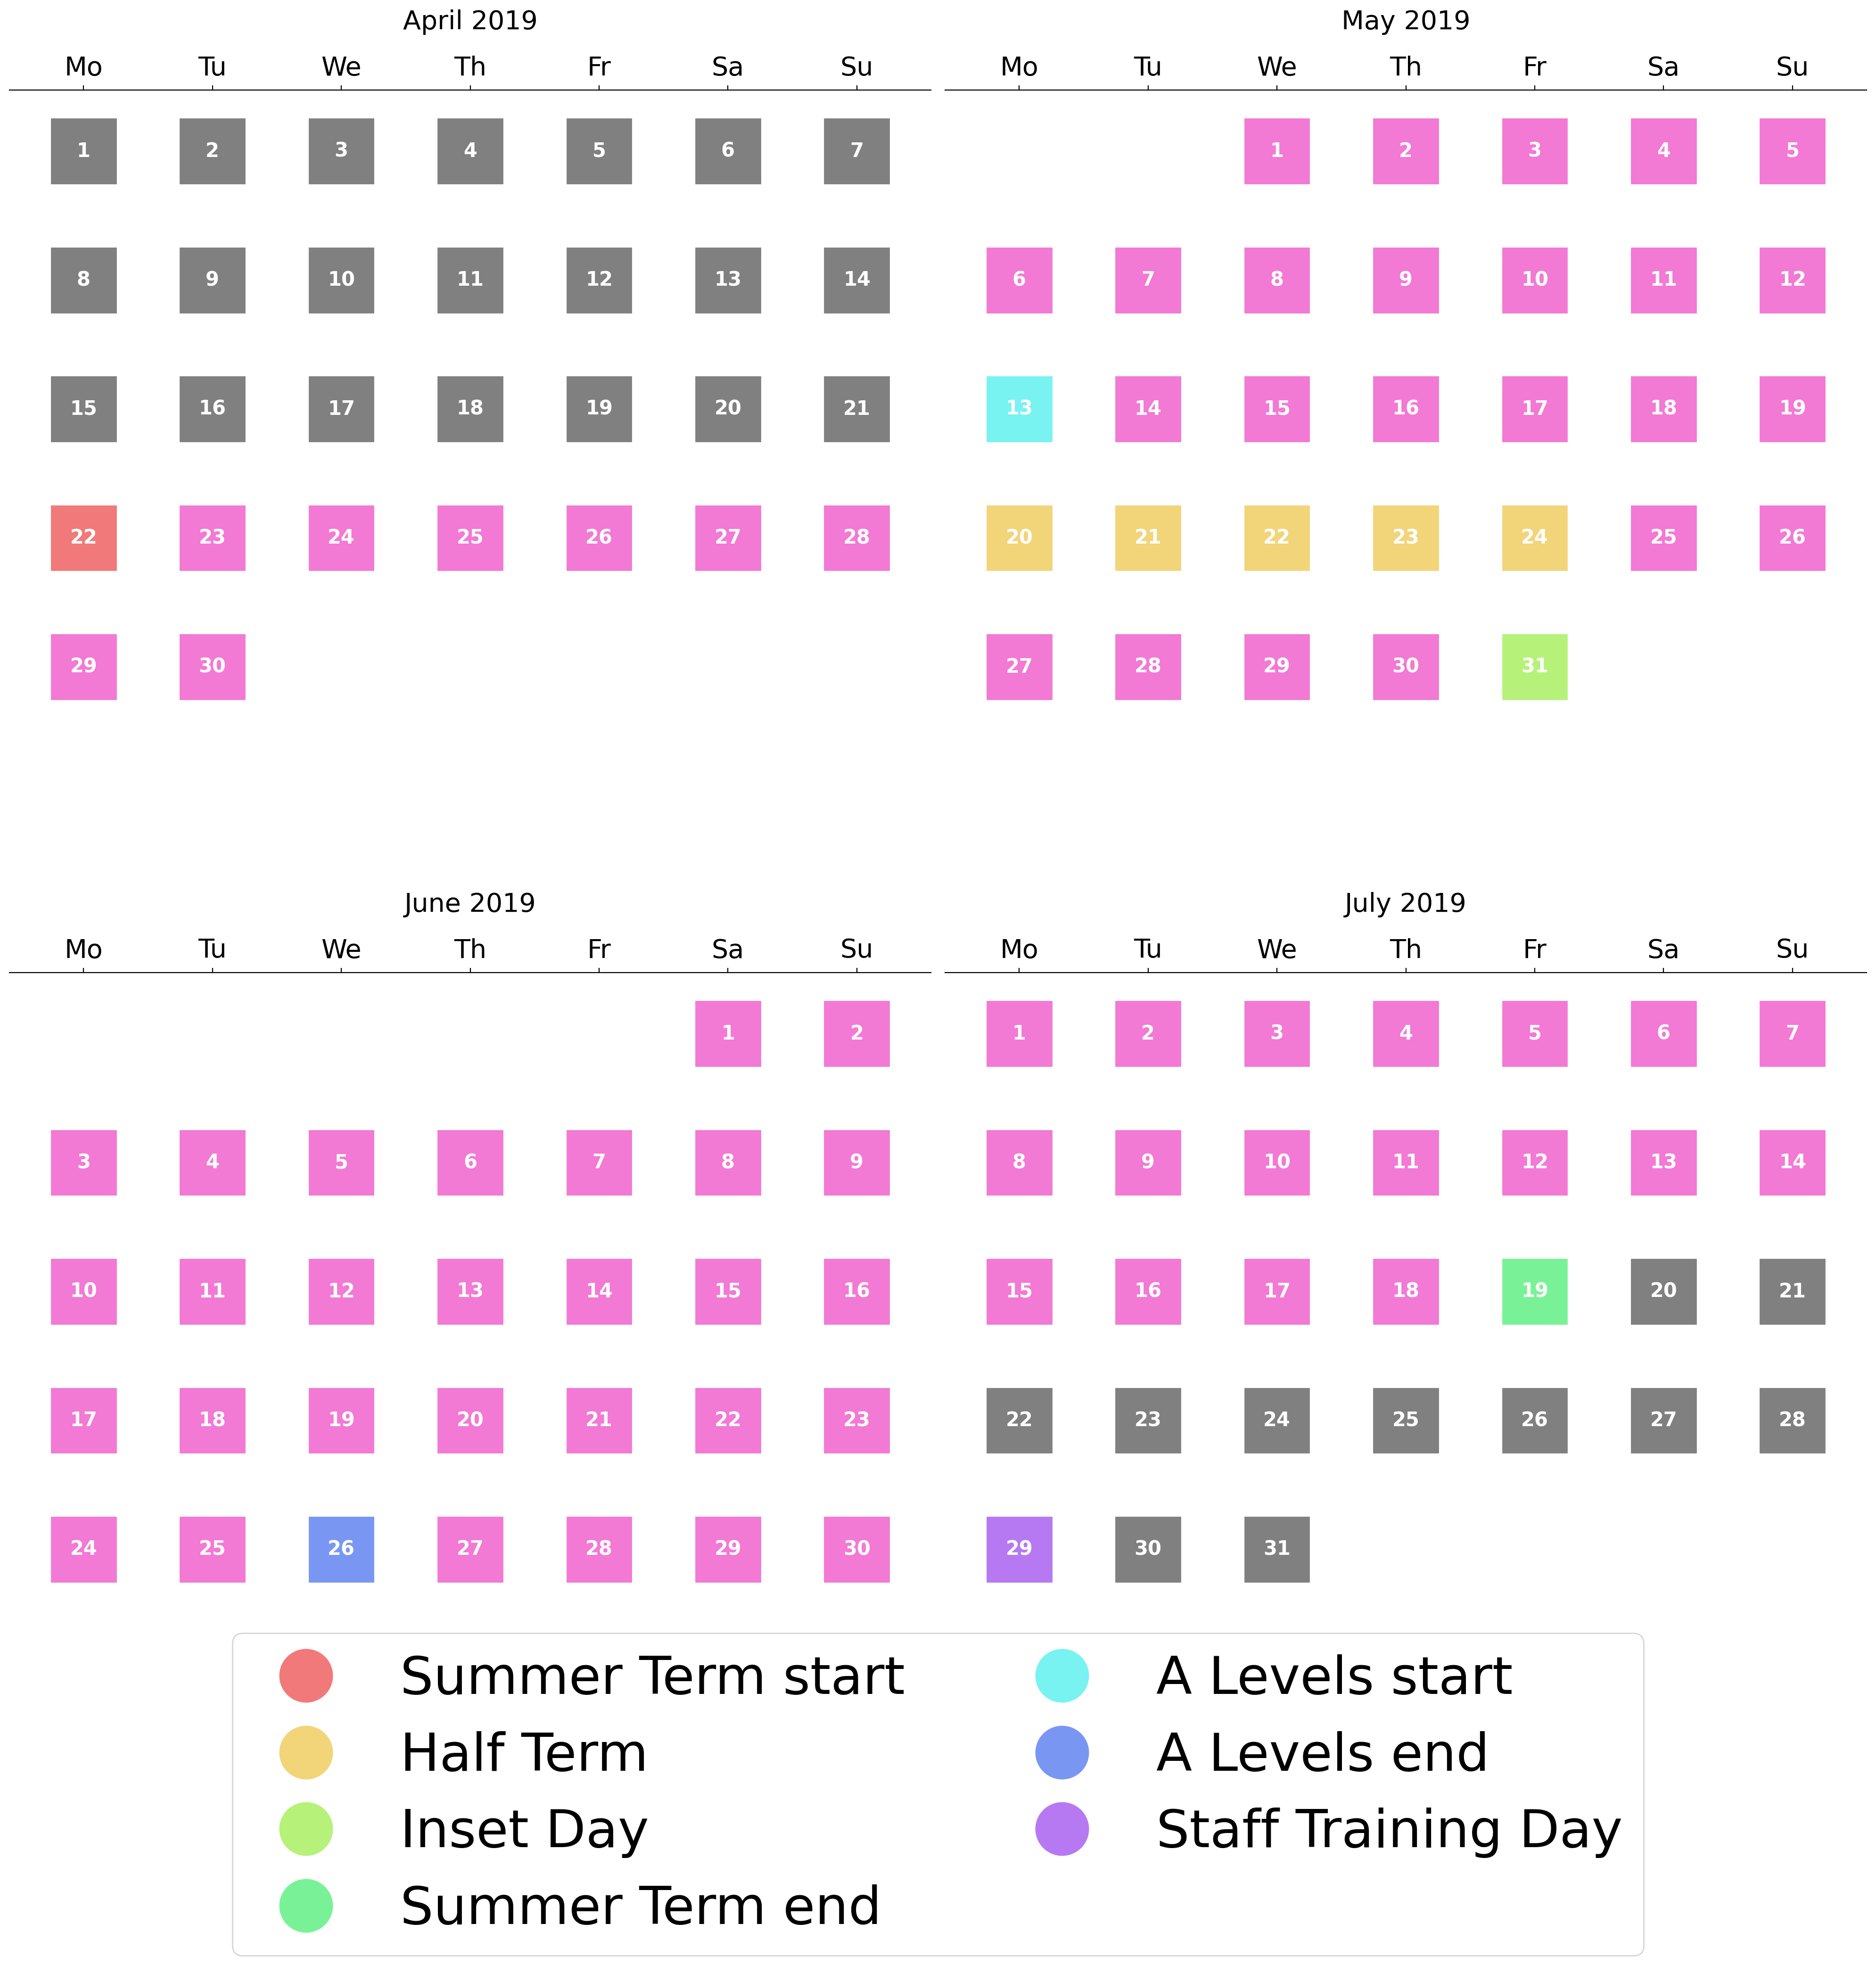 April 2019
Mo Tu We Th Fr Sa Su
1 2 3 4 5 6 7
8 9 10 11 12 13 14
15 16 17 18 19 20 21
22 23 24 25 26 27 28
29 30
May 2019
Mo Tu We Th Fr Sa Su
1 2 3 4 5
6 7 8 9 10 11 12
13 14 15 16 17 18 19
20 21 22 23 24 25 26
27 28 29 30 31
June 2019
Mo Tu We Th Fr Sa Su
1 2
3 4 5 6 7 8 9
10 11 12 13 14 15 16
17 18 19 20 21 22 23
24 25 26 27 28 29 30
July 2019
Mo Tu We Th Fr Sa Su
1 2 3 4 5 6 7
8 9 10 11 12 13 14
15 16 17 18 19 20 21
22 23 24 25 26 27 28
29 30 31
Summer Term start
Half Term
Inset Day
Summer Term end
A Levels start
A Levels end
Staff Training Day